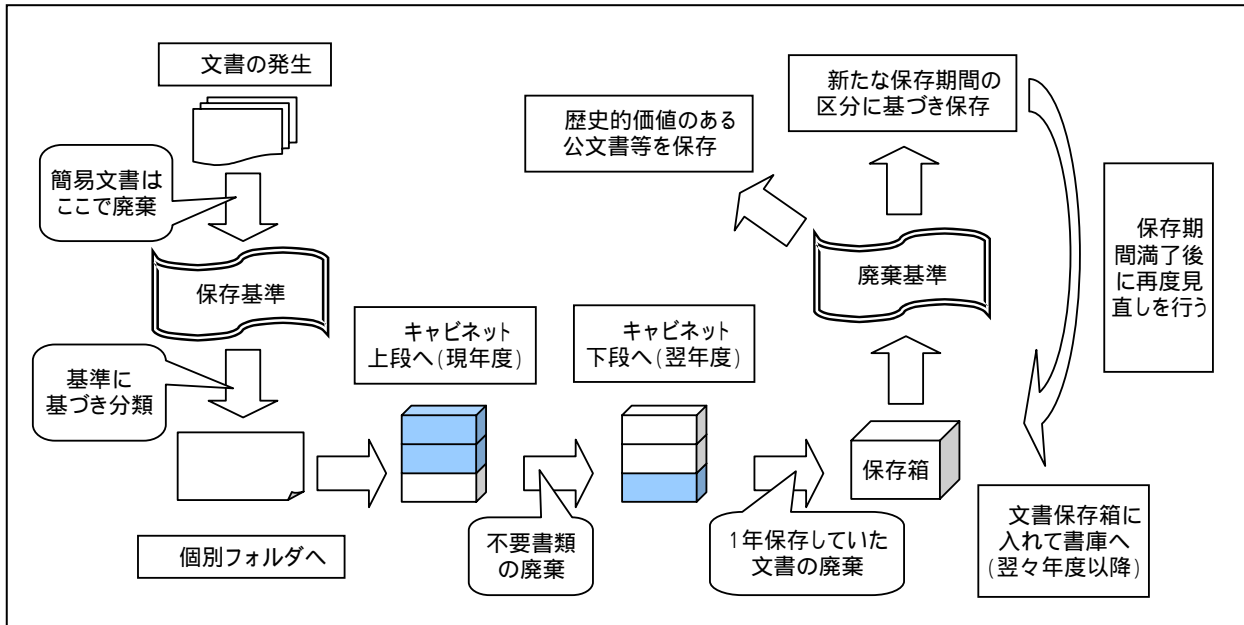 文書の発生
簡易文書は
ここで廃棄
保存基準
基準に
基づき分類
個別フォルダへ
キャビネット
上段へ(現年度)
不要書類
の廃棄
キャビネット
下段へ(翌年度)
1年保存していた
文書の廃棄
保存箱
文書保存箱に
入れて書庫へ
(翌々年度以降)
廃棄基準
歴史的価値のある
公文書等を保存
新たな保存期間の
区分に基づき保存
保存期
間満了後
に再度見
直しを行う